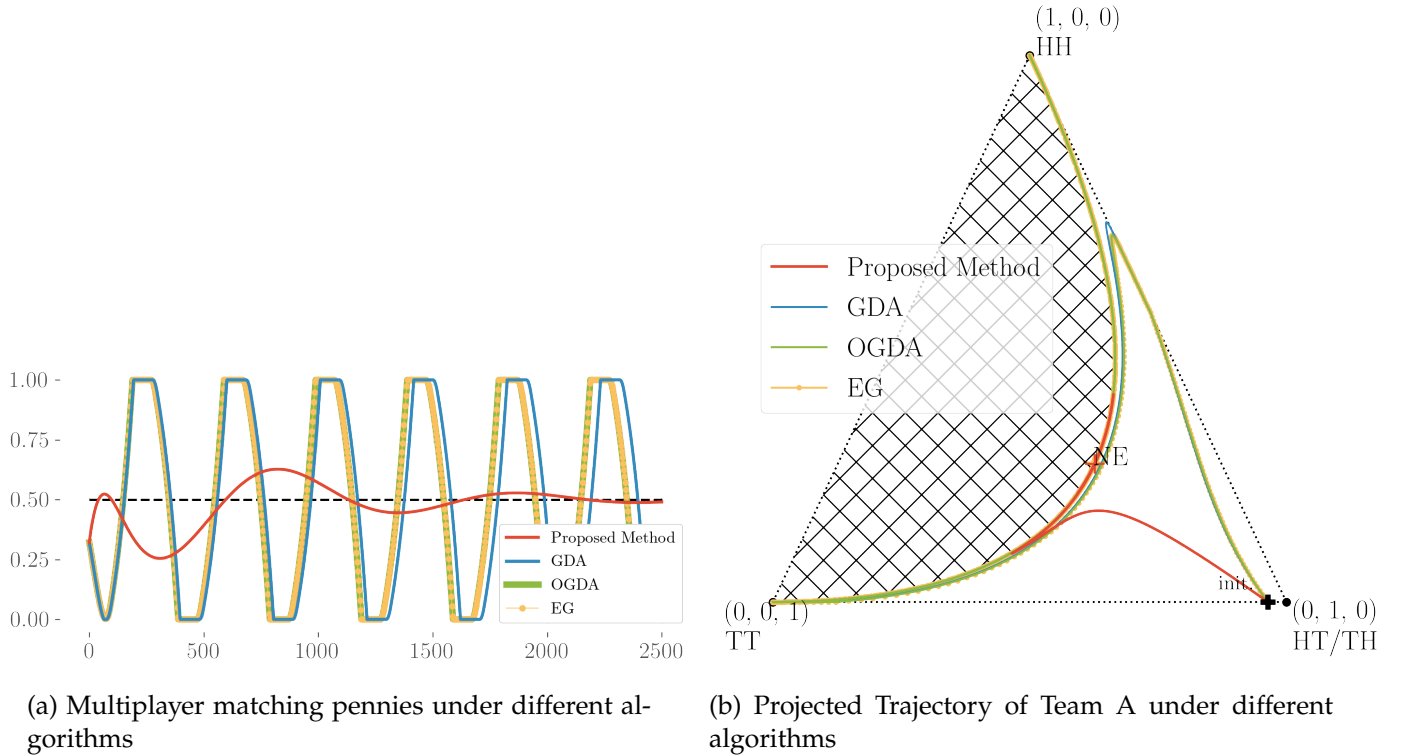 1.00
0.75
0.50
0.25
0.00
0
500
1000
1500
2000
2500
Proposed Method
GDA
OGDA
EG
(a) Multiplayer matching pennies under different al-
gorithms
(1, 0, 0)
HH
Proposed Method
GDA
OGDA
EG
NE
init.
(0, 0, 1)
TT
(0, 1, 0)
HT/TH
(b) Projected Trajectory of Team A under different
algorithms